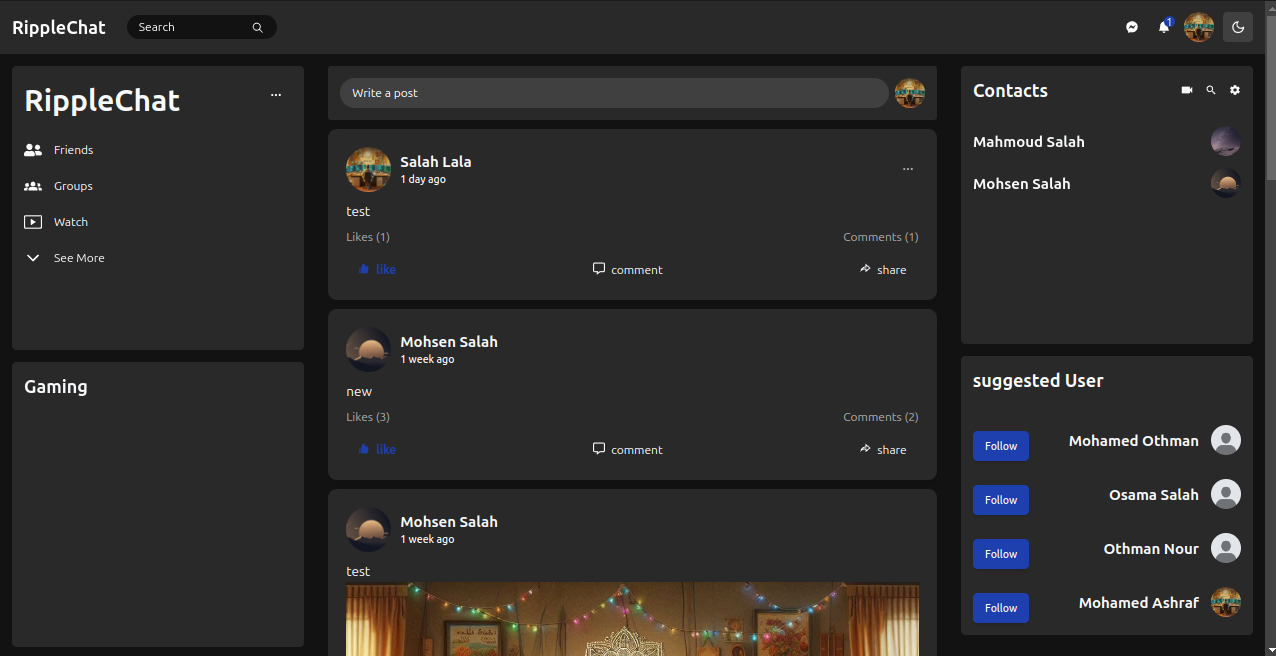 RippleChat
Search
1
RippleChat
Friends
Groups
Watch
See More
Gaming
Write a post
Salah Lala
1 day ago
test
Likes (1)
Comments (1)
like
comment
share
Mohsen Salah
1 week ago
new
Likes (3)
Comments (2)
like
comment
share
Mohsen Salah
1 week ago
test
Contacts
Mahmoud Salah
Mohsen Salah
suggested User
Follow
Mohamed Othman
Follow
Osama Salah
Follow
Othman Nour
Follow
Mohamed Ashraf